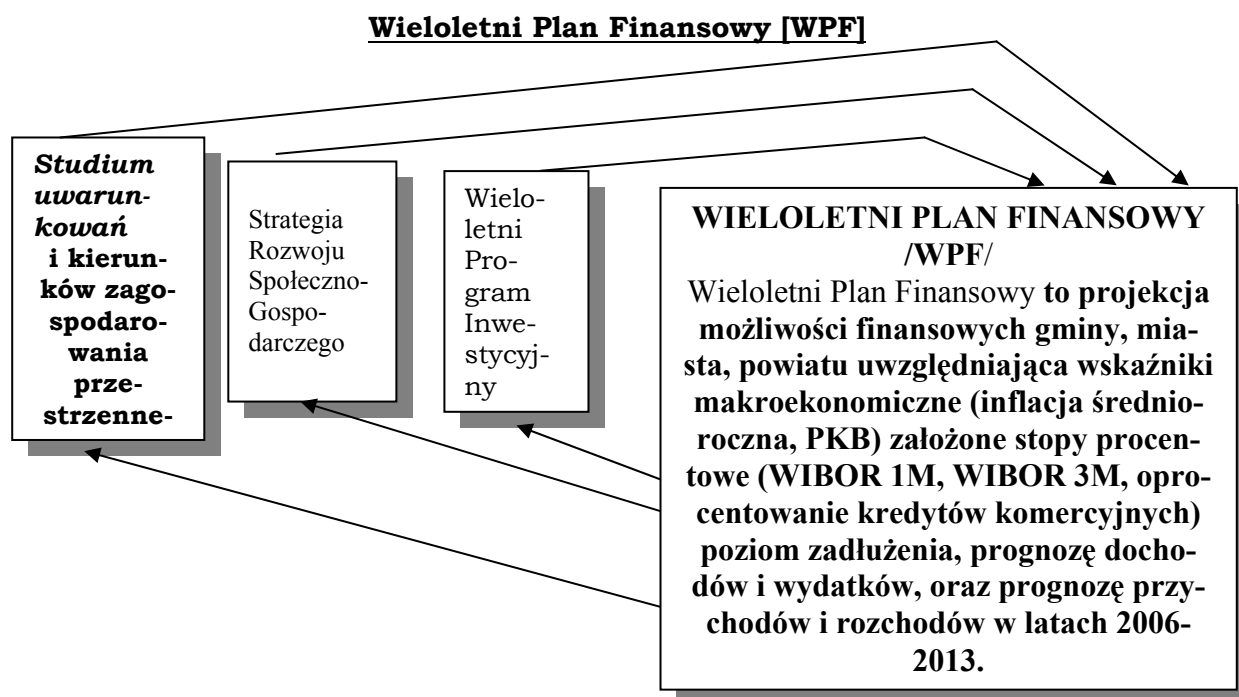 Wieloletni Plan Finansowy [WPF]
Studium
uwarun-
kowań
i kierun-
ków zago-
spodaro-
wania
prze-
strzenne-
Strategia
Rozwoju
Społeczno-
Gospo-
darczego
Wielo-
letni
Pro-
gram
Inwe-
stycyj-
ny
WIELOLETNI PLAN FINANSOWY
/WPF/
Wieloletni Plan Finansowy to projekcja
możliwości finansowych gminy, mia-
sta, powiatu uwzględniająca wskaźniki
makroekonomiczne (inflacja średnio-
roczna, PKB) założone stopy procen-
towe (WIBOR 1M, WIBOR 3M, opro-
centowanie kredytów komercyjnych)
poziom zadłużenia, prognozę docho-
dów i wydatków, oraz prognozę przy-
chodów i rozchodów w latach 2006-
2013.